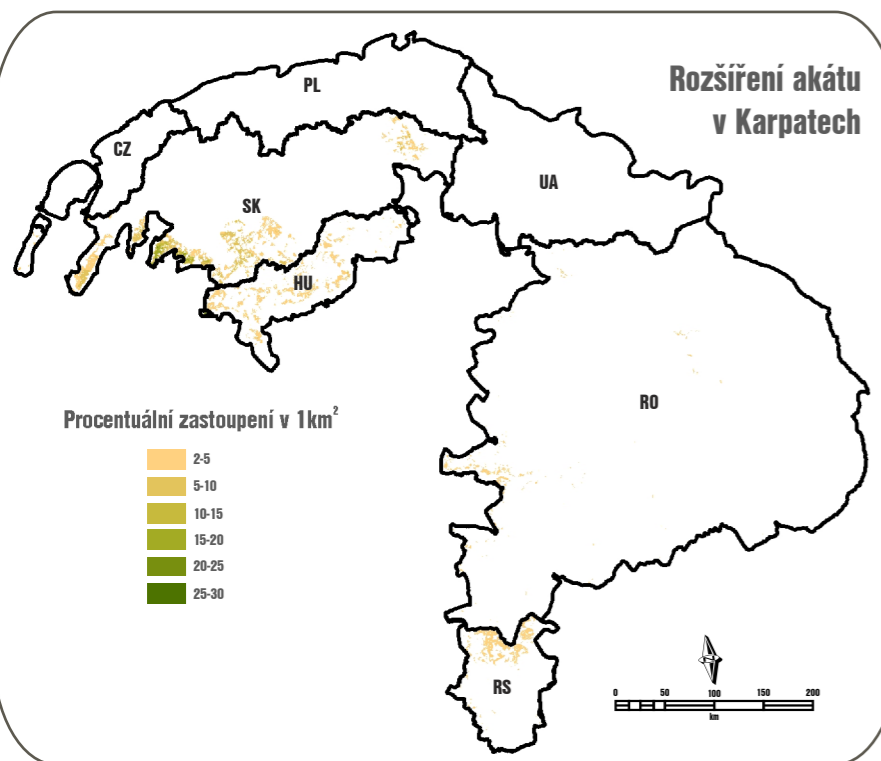 Rozšíření akátu
v Karpatech
PL
CZ
UA
SK
HU
RO
RS
Procentuální zastoupení v 1km²
2-5
5-10
10-15
15-20
20-25
25-30
0 50 100 150 200
km